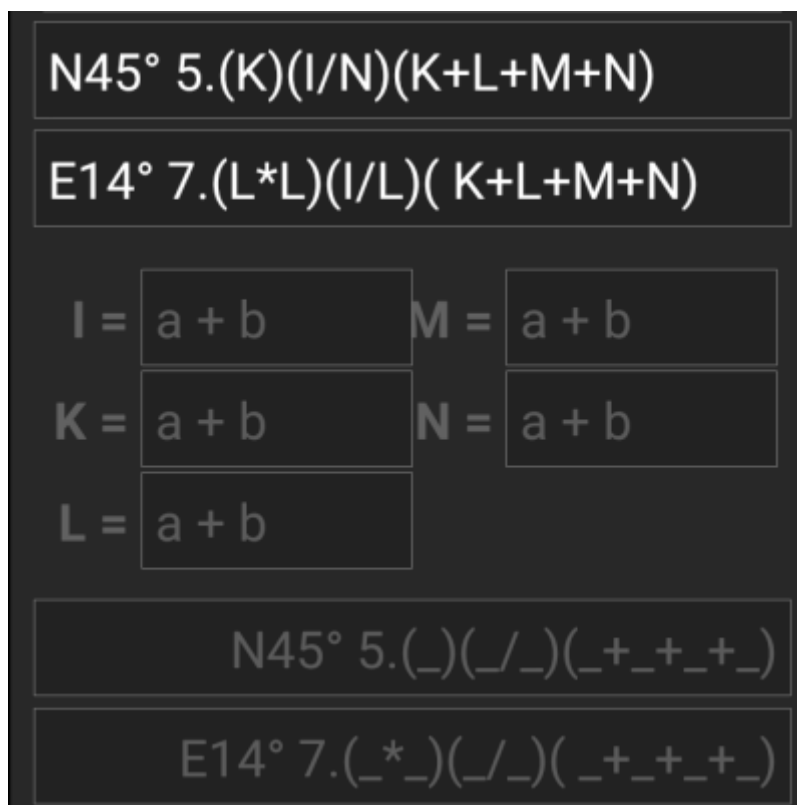 N45° 5.(K)(I/N)(K+L+M+N)
E14° 7.(L*L)(I/L)( K+L+M+N)
I = a + b M = a + b
K = a + b N = a + b
L = a + b
N45° 5.(_)(_/_)(_+_+_+_)
E14° 7.(_*_)(_/_)( _+_+_+_)